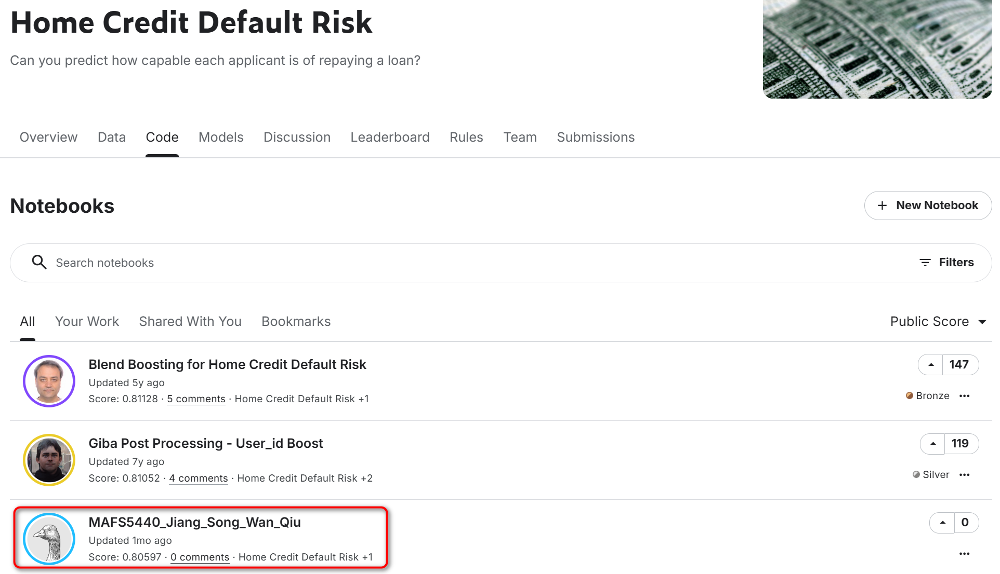 Home Credit Default Risk
Can you predict how capable each applicant is of repaying a loan?
Overview Data Code Models Discussion Leaderboard Rules Team Submissions
Notebooks
+ New Notebook
Search notebooks
Filters
All Your Work Shared With You Bookmarks
Public Score
Blend Boosting for Home Credit Default Risk
147
Updated 5y ago
Score: 0.81128 · 5 comments · Home Credit Default Risk +1
Bronze
Giba Post Processing - User_id Boost
119
Updated 7y ago
Score: 0.81052 · 4 comments · Home Credit Default Risk +2
Silver
MAFS5440_Jiang_Song_Wan_Qiu
0
Updated 1mo ago
Score: 0.80597 · 0 comments · Home Credit Default Risk +1